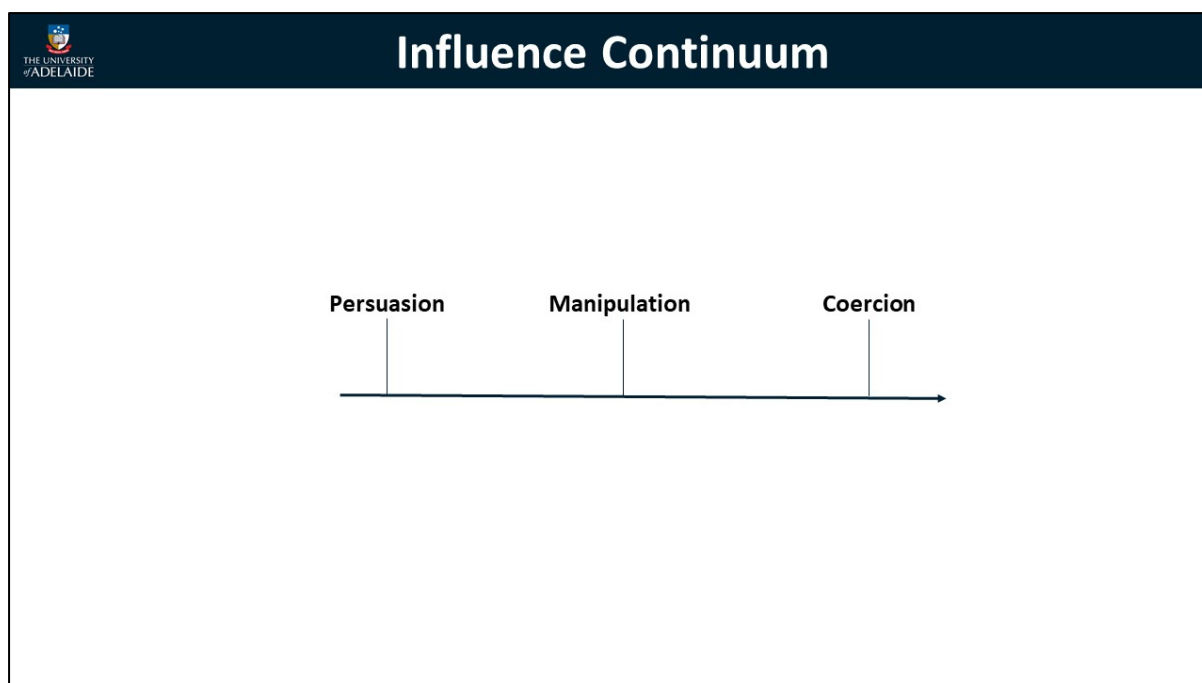 THE UNIVERSITY
of ADELAIDE
Influence Continuum
Persuasion
Manipulation
Coercion